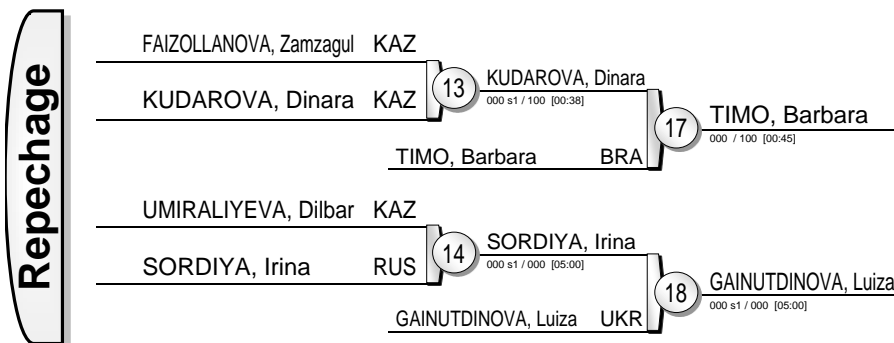 Repechage
FAIZOLLANOVA, Zamzagul KAZ
KUDAROVA, Dinara KAZ
13
KUDAROVA, Dinara
000 s1 / 100 [00:38]
TIMO, Barbara BRA
17
TIMO, Barbara
000 / 100 [00:45]
UMIRALIYEVA, Dilbar KAZ
SORDIYA, Irina RUS
14
SORDIYA, Irina
000 s1 / 000 [05:00]
GAINUTDINOVA, Luiza UKR
18
GAINUTDINOVA, Luiza
000 s1 / 000 [05:00]